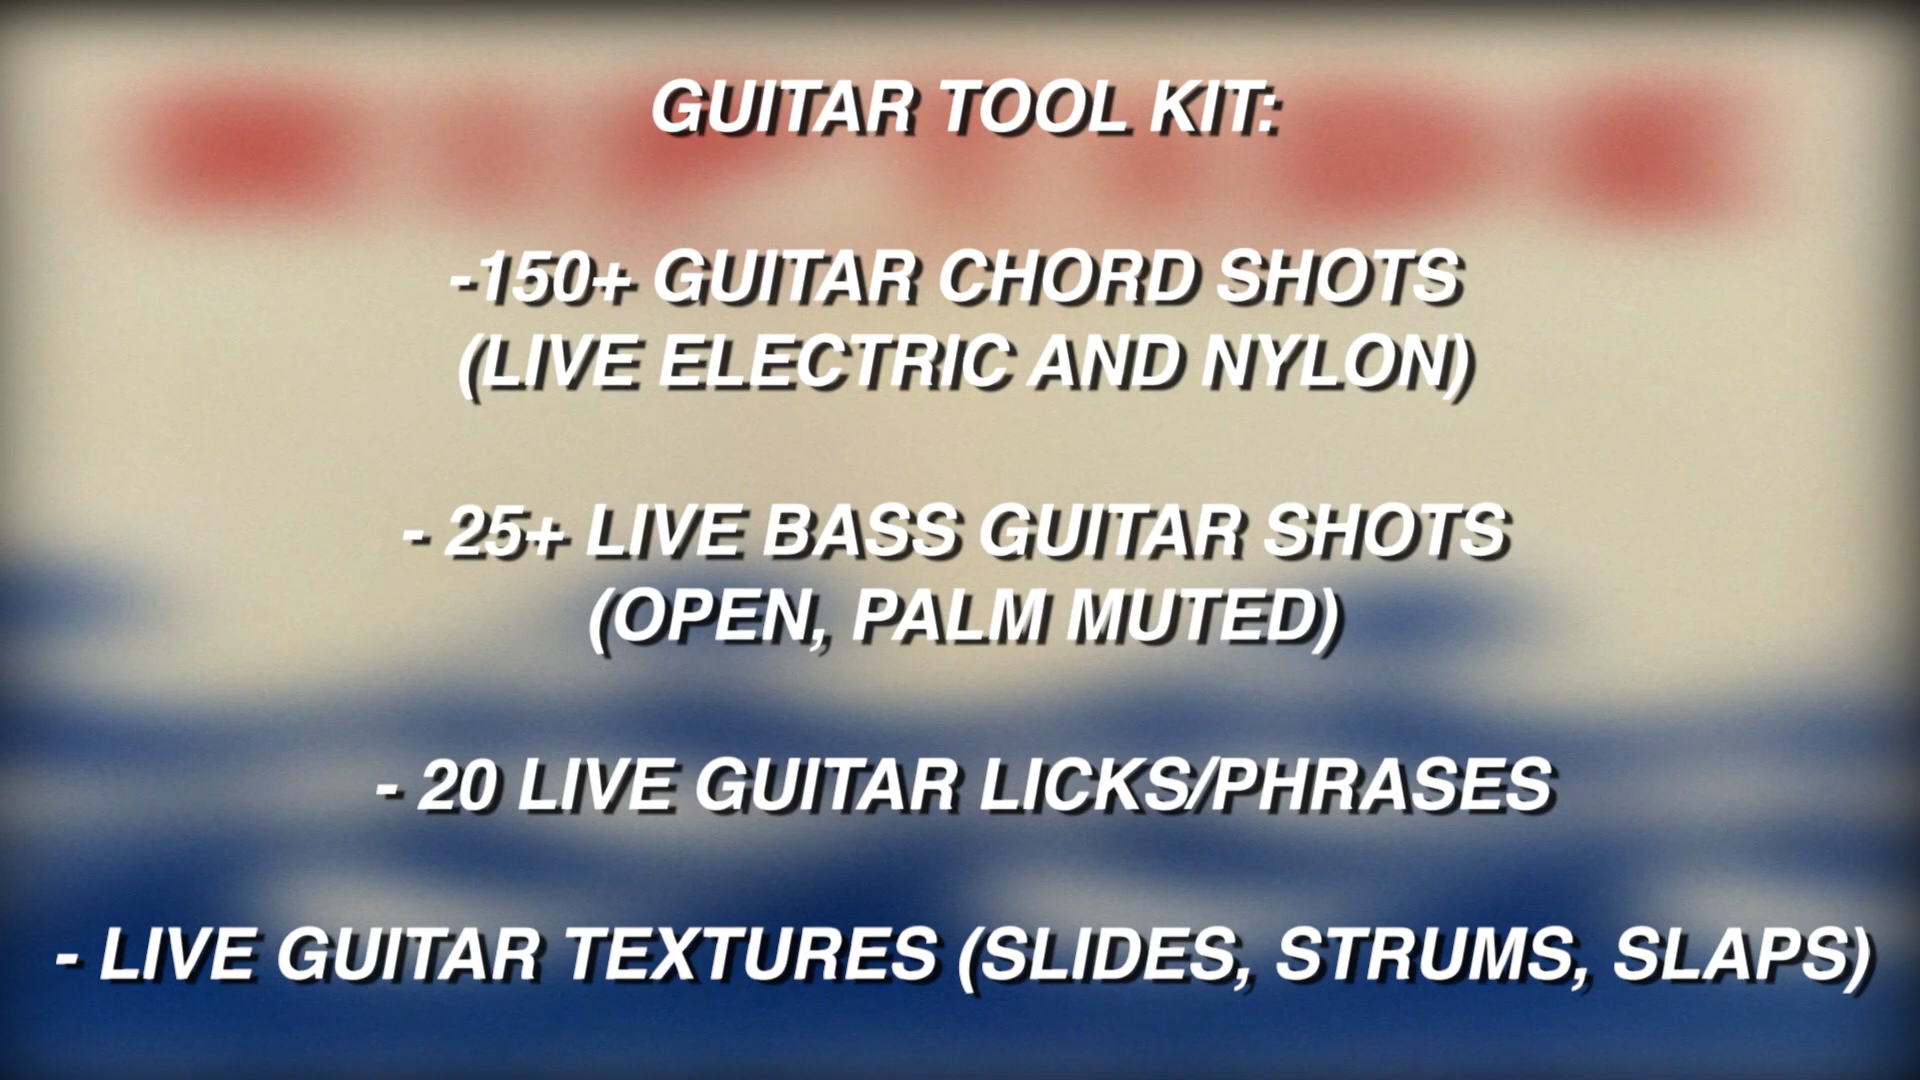 GUITAR TOOL KIT:
-150+ GUITAR CHORD SHOTS
(LIVE ELECTRIC AND NYLON)
- 25+ LIVE BASS GUITAR SHOTS
(OPEN, PALM MUTED)
- 20 LIVE GUITAR LICKS/PHRASES
- LIVE GUITAR TEXTURES (SLIDES, STRUMS, SLAPS)